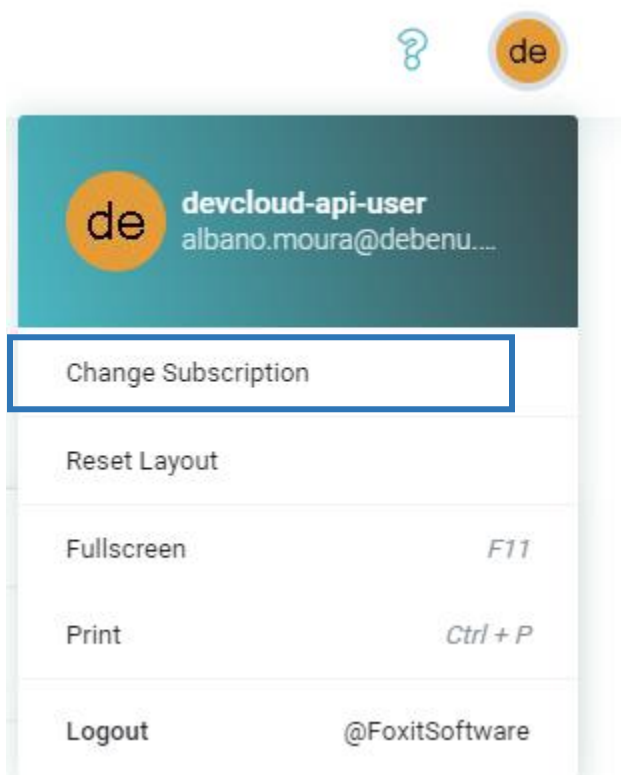 de
de
devcloud-api-user
albano.moura@debenu....
Change Subscription
Reset Layout
Fullscreen F11
Print Ctrl + P
Logout @FoxitSoftware